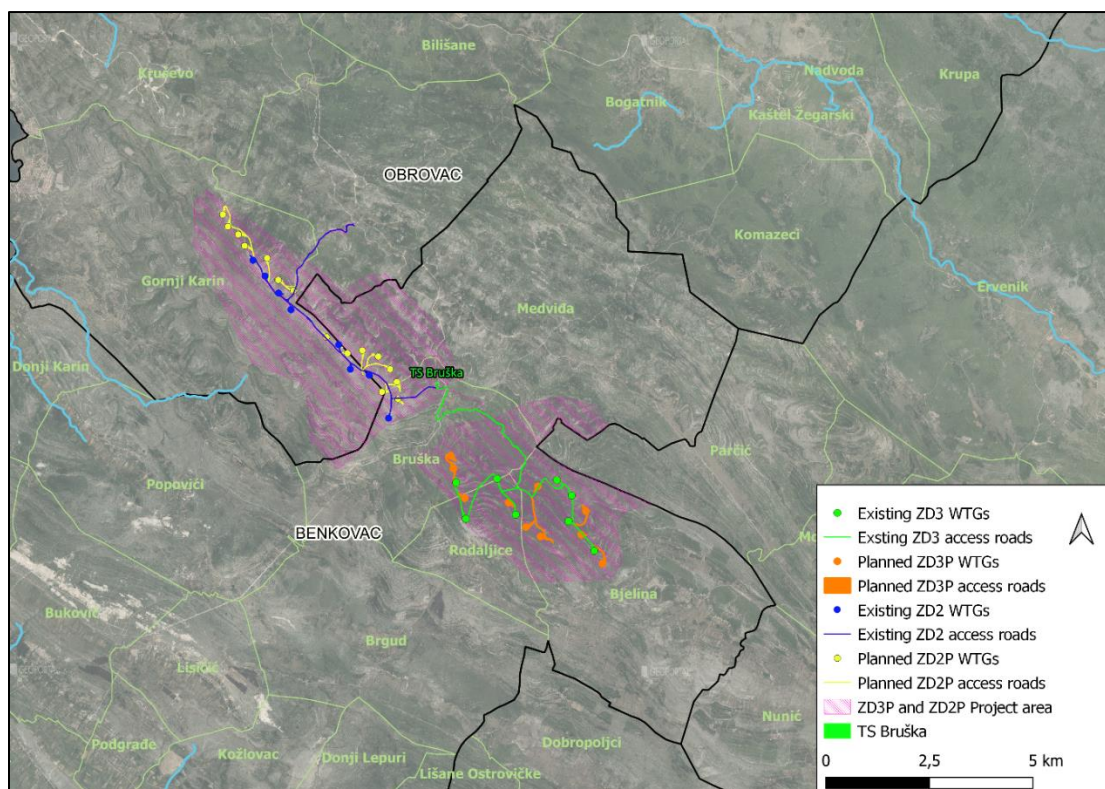 Bilišane
Kruševo
Nadvoda
Krupa
Bogatnik
Kaštel Žegarski
OBROVAC
Komazeci
Gornji Karin
Ervenik
Medviđa
Donji Karin
TS Bruška
Parčić
Bruška
Popovići
BENKOVAC
Rodaljice
Bjelina
Buković
Brgud
Lisičić
Nunić
Podgrađe
Kožlovac
Donji Lepuri
Dobropoljci
Lišane Ostrovičke
Existing ZD3 WTGs
Exsting ZD3 access roads
Planned ZD3P WTGs
Planned ZD3P access roads
Existing ZD2 WTGs
Existing ZD2 access roads
Planned ZD2P WTGs
Planned ZD2P access roads
ZD3P and ZD2P Project area
TS Bruška
0 2,5 5 km